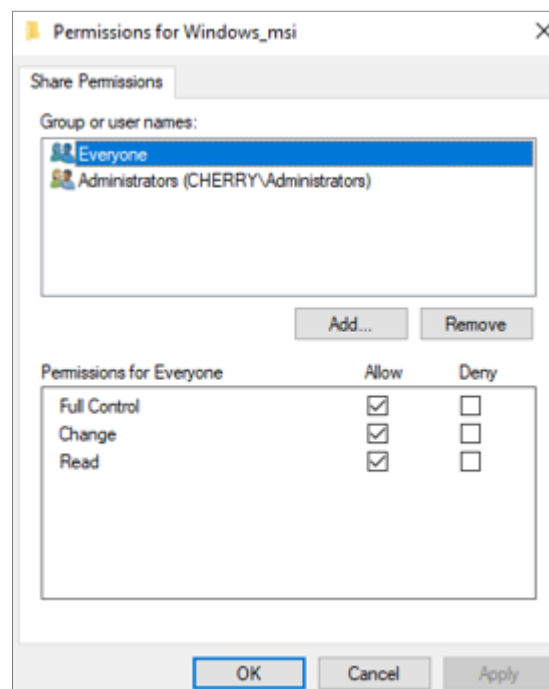 Permissions for Windows_msi
Share Permissions
Group or user names:
Everyone
Administrators (CHERRY\Administrators)
Add... Remove
Permissions for Everyone Allow Deny
Full Control
Change
Read
OK Cancel Apply